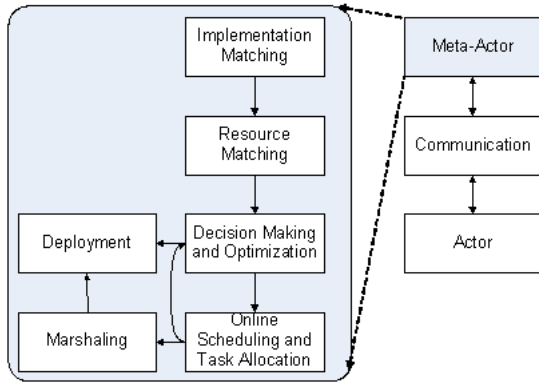 Implementation
Matching
Meta-Actor
Resource
Matching
Communication
Deployment
Decision Making
and Optimization
Actor
Marshaling
Online
Scheduling and
Task Allocation